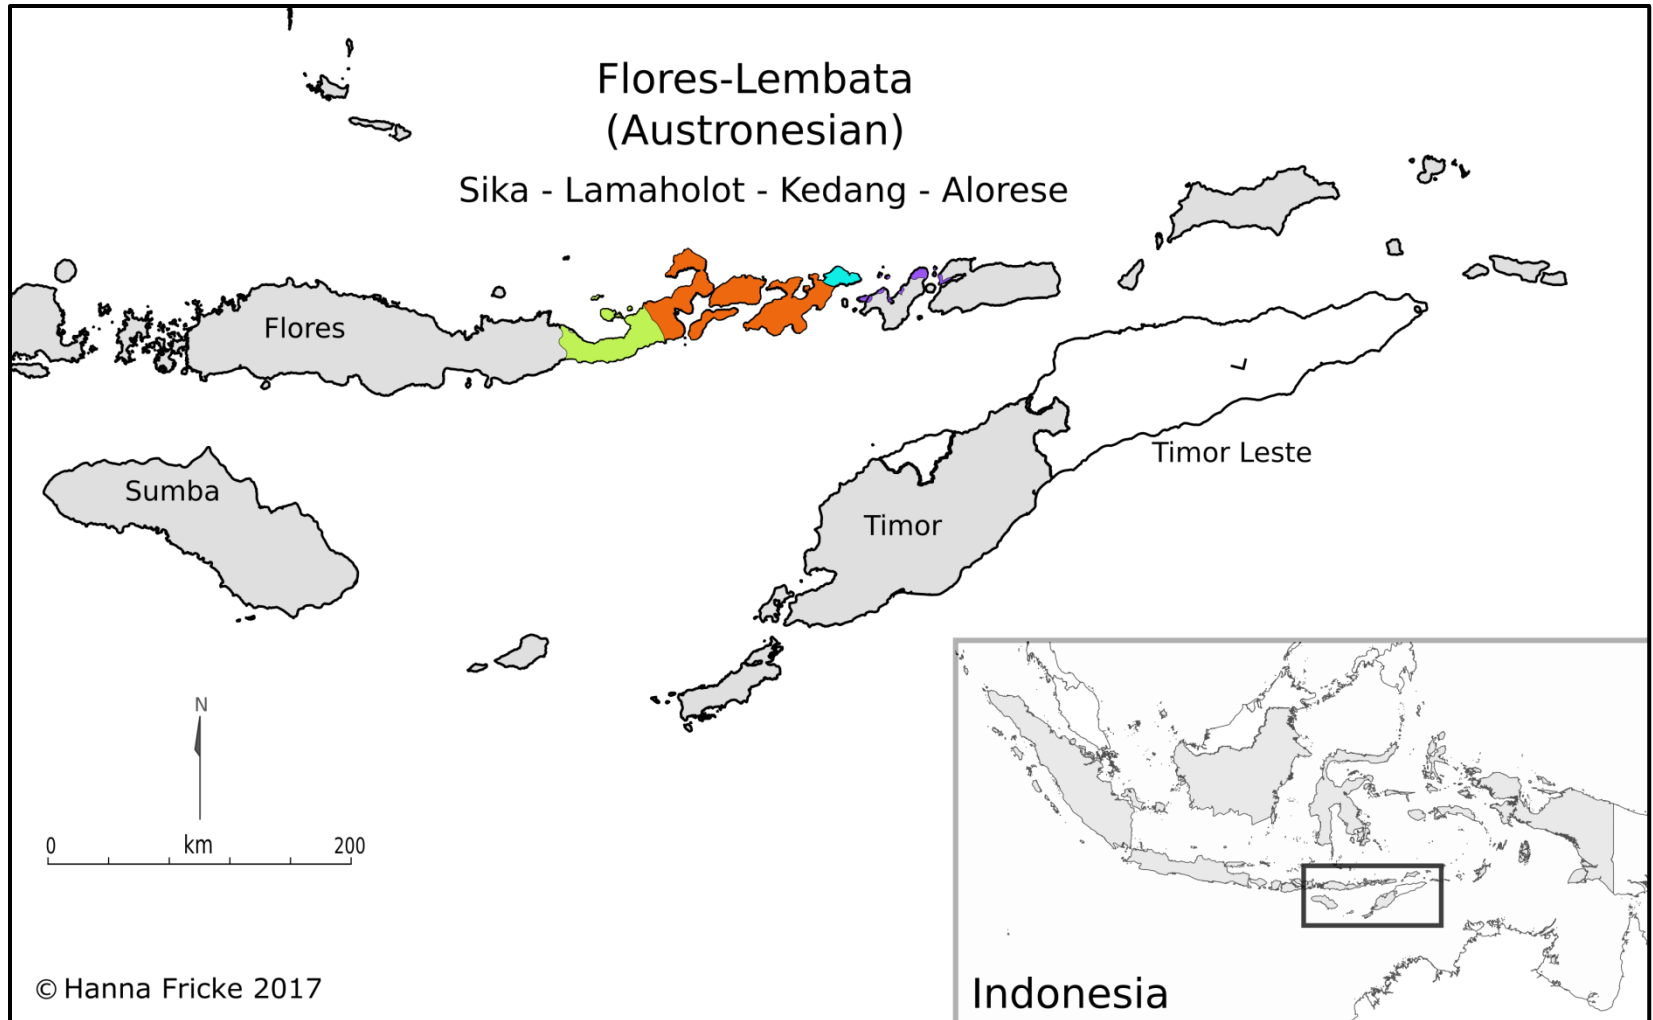 Flores-Lembata
(Austronesian)
Sika - Lamaholot - Kedang - Alorese
Flores
Timor Leste
Sumba
Timor
N
0 km 200
© Hanna Fricke 2017
Indonesia